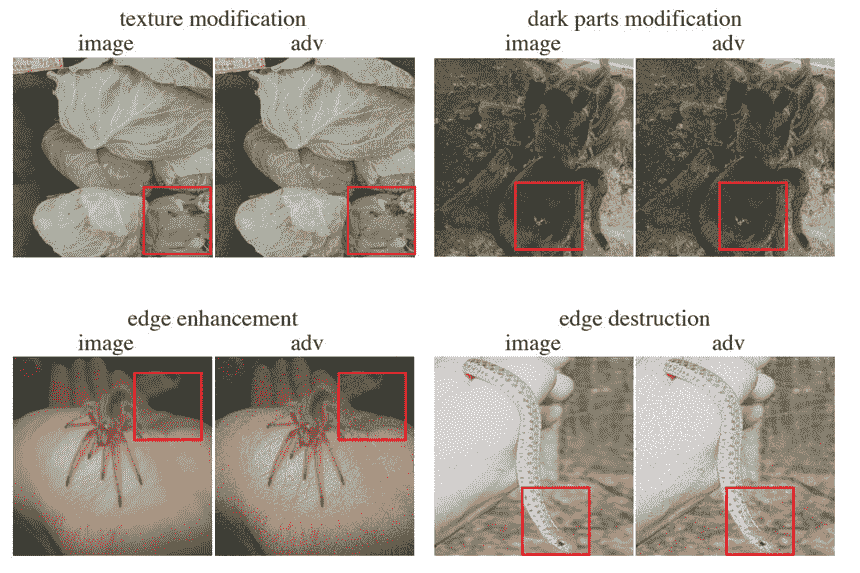 texture modification
image adv
dark parts modification
image adv
edge enhancement
image adv
edge destruction
image adv